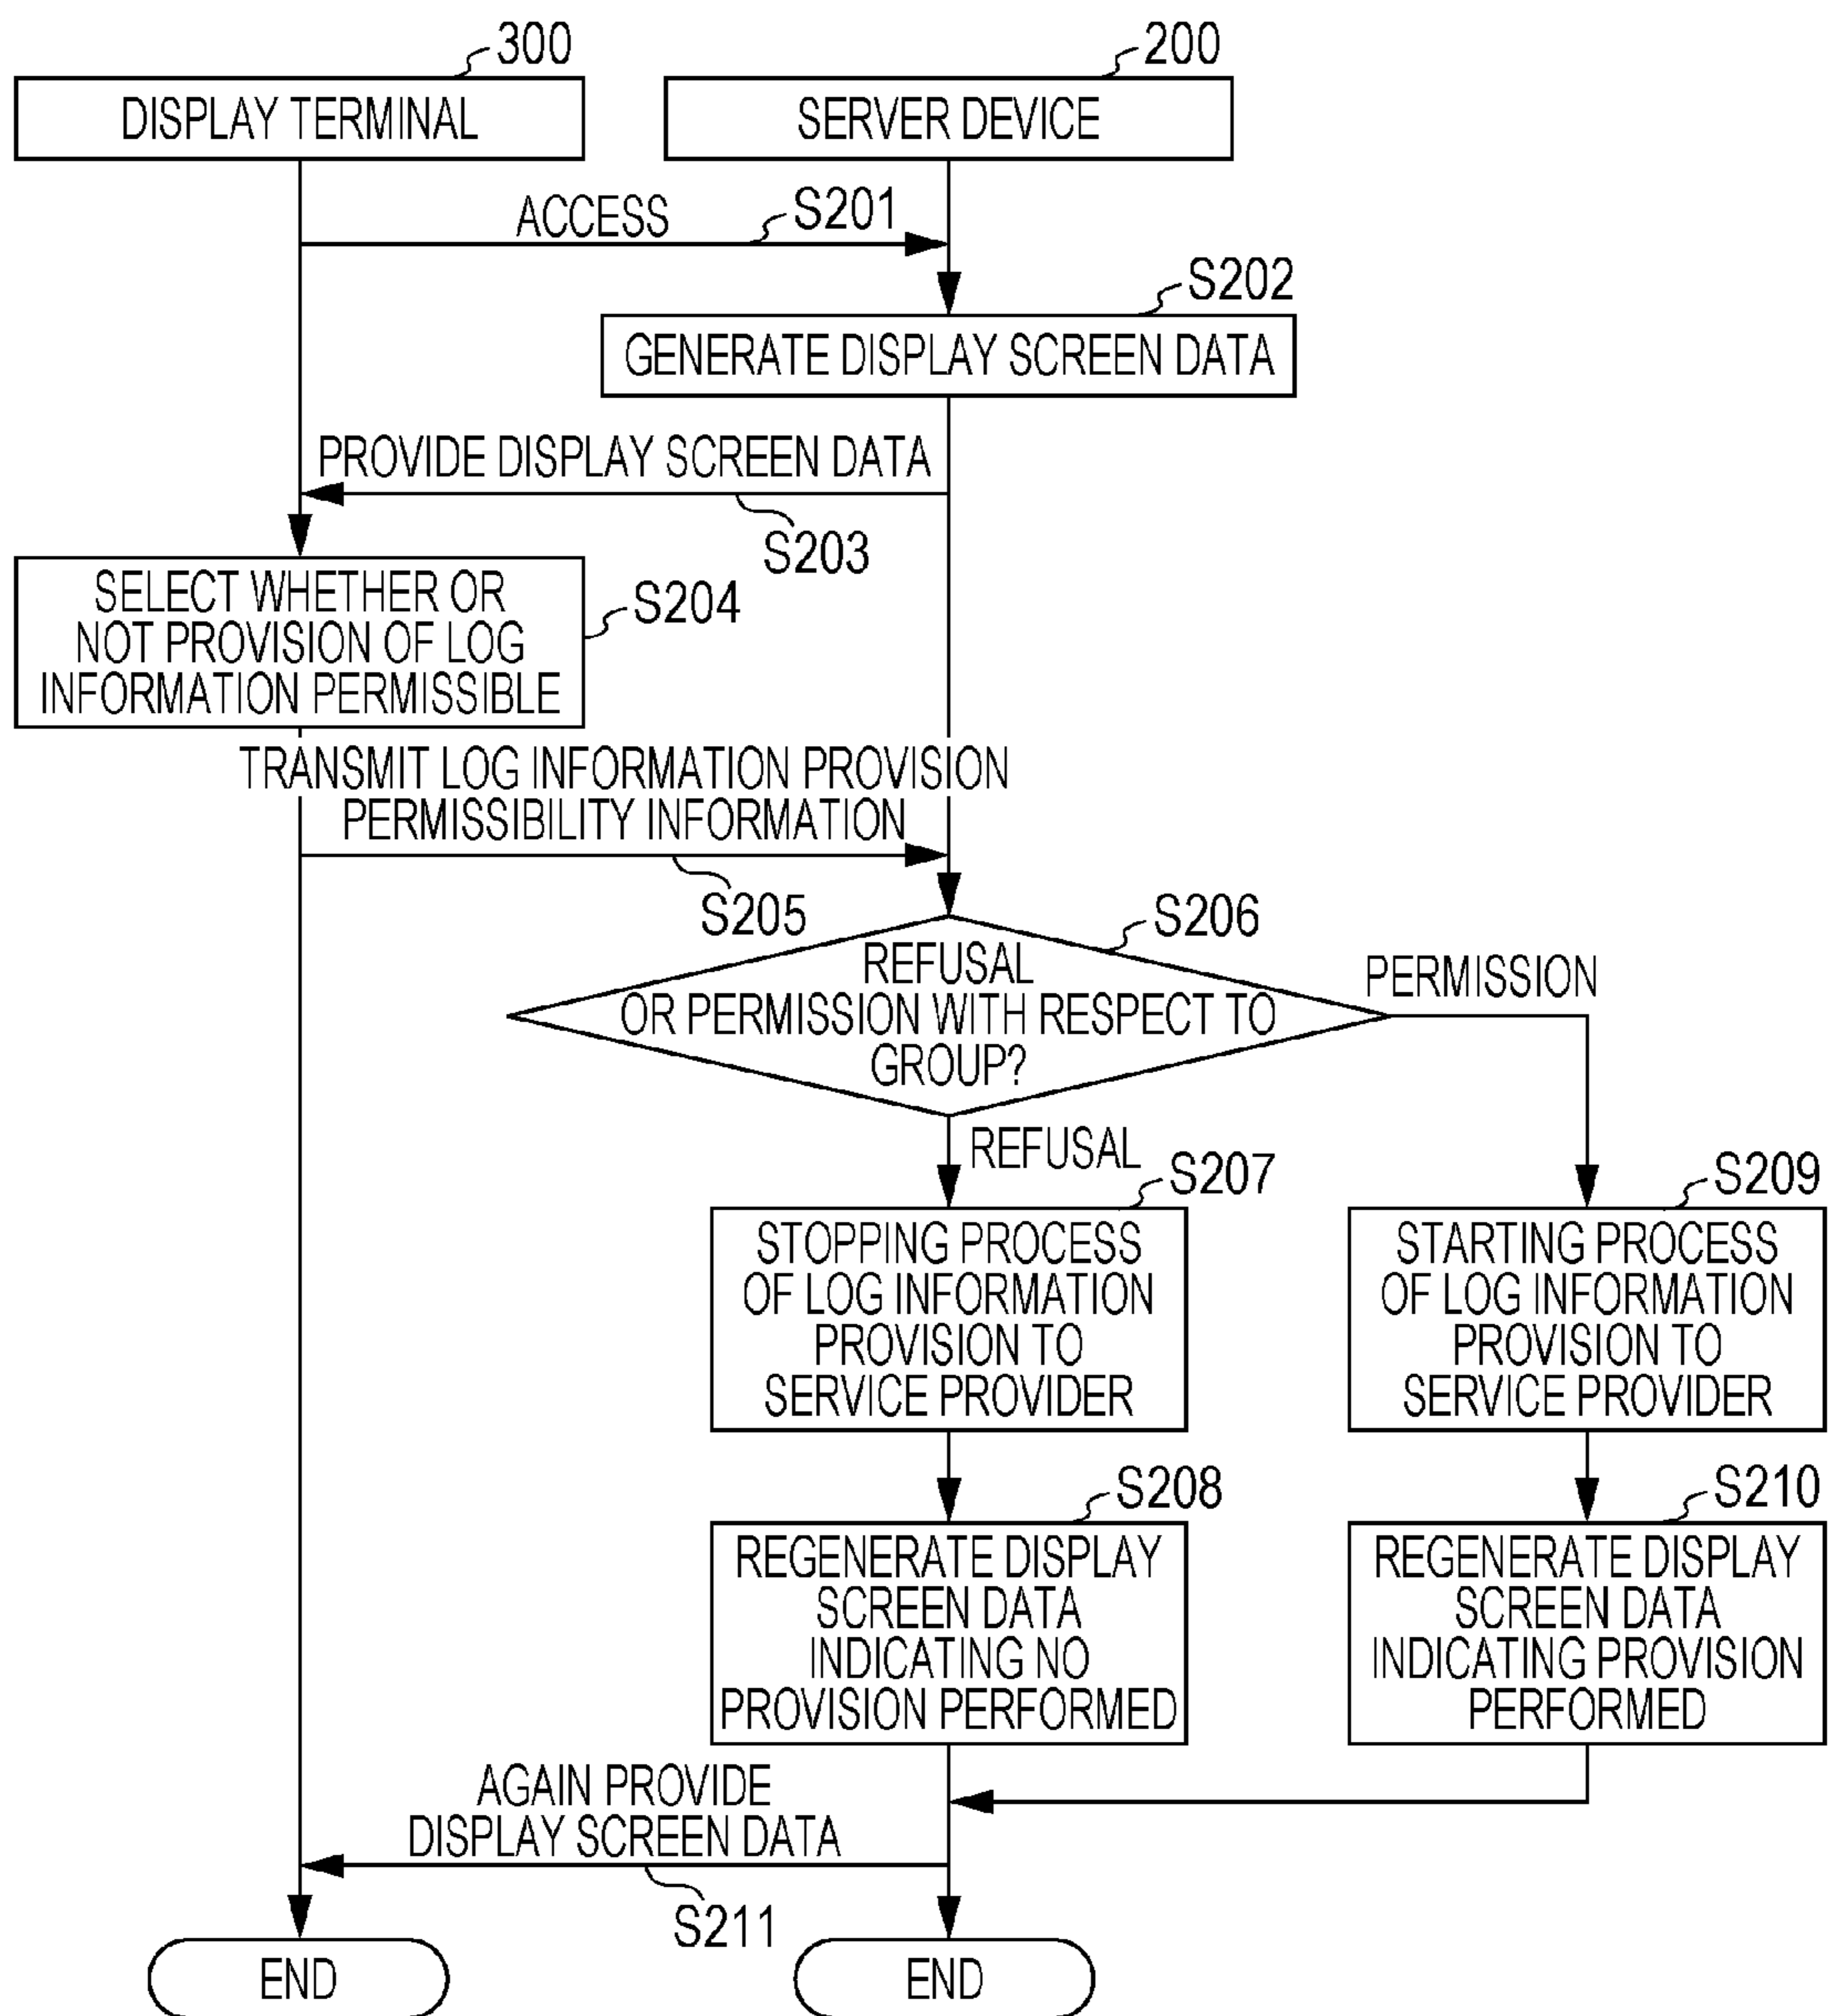 300
200
DISPLAY TERMINAL
SERVER DEVICE
ACCESS
S201
S202
GENERATE DISPLAY SCREEN DATA
PROVIDE DISPLAY SCREEN DATA
S203
SELECT WHETHER OR
NOT PROVISION OF LOG
INFORMATION PERMISSIBLE
S204
TRANSMIT LOG INFORMATION PROVISION
PERMISSIBILITY INFORMATION
S205
S206
REFUSAL
OR PERMISSION WITH RESPECT TO
GROUP?
PERMISSION
REFUSAL
S207
STOPPING PROCESS
OF LOG INFORMATION
PROVISION TO
SERVICE PROVIDER
S209
STARTING PROCESS
OF LOG INFORMATION
PROVISION TO
SERVICE PROVIDER
S208
REGENERATE DISPLAY
SCREEN DATA
INDICATING NO
PROVISION PERFORMED
S210
REGENERATE DISPLAY
SCREEN DATA
INDICATING PROVISION
PERFORMED
AGAIN PROVIDE
DISPLAY SCREEN DATA
S211
END
END